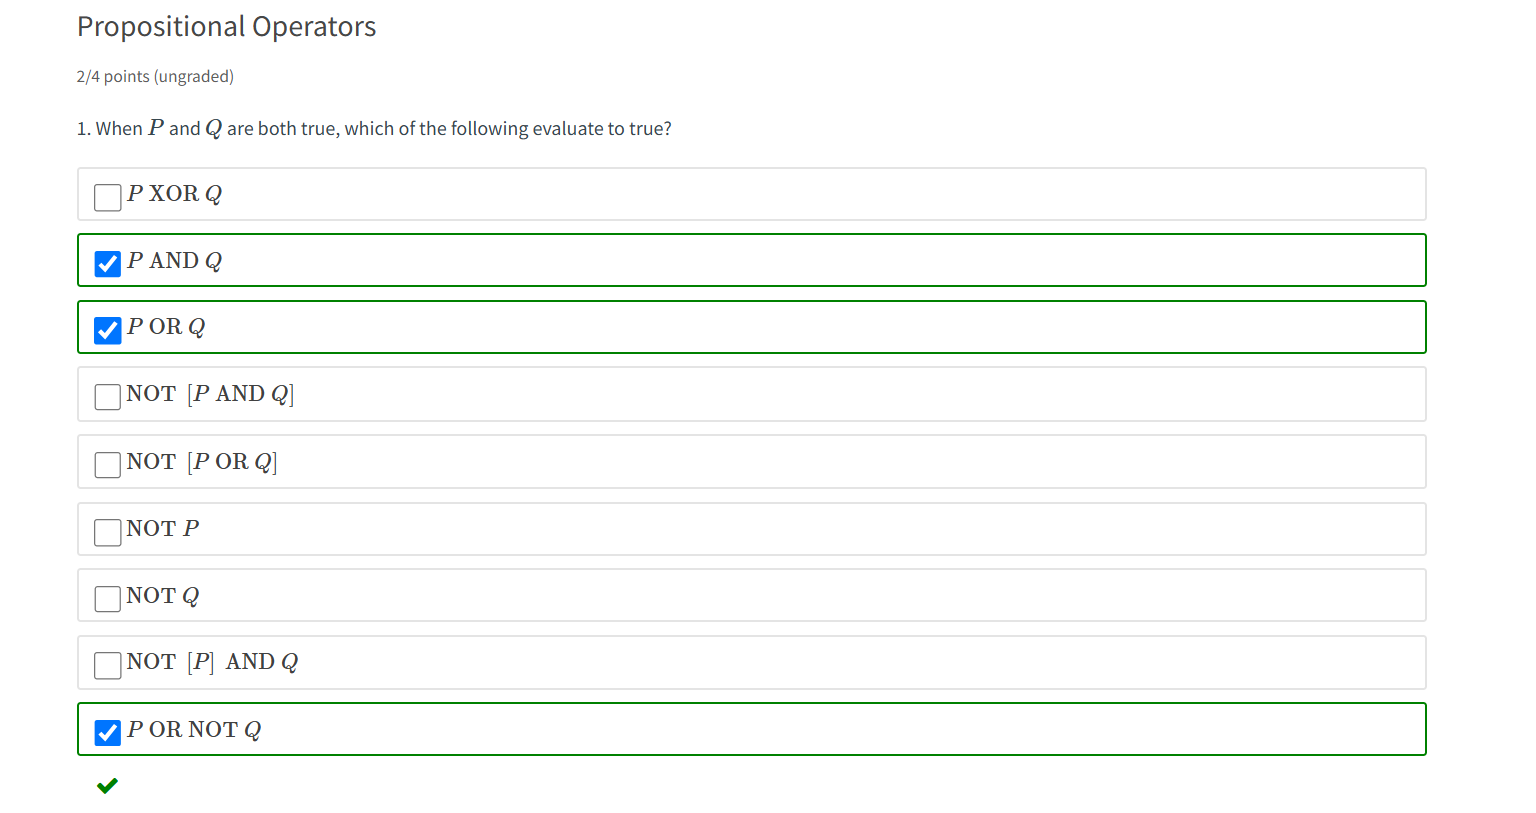 Propositional Operators
2/4 points (ungraded)
1. When P and Q are both true, which of the following evaluate to true?
P XOR Q
P AND Q
P OR Q
NOT [P AND Q]
NOT [P OR Q]
NOT P
NOT Q
NOT [P] AND Q
P OR NOT Q